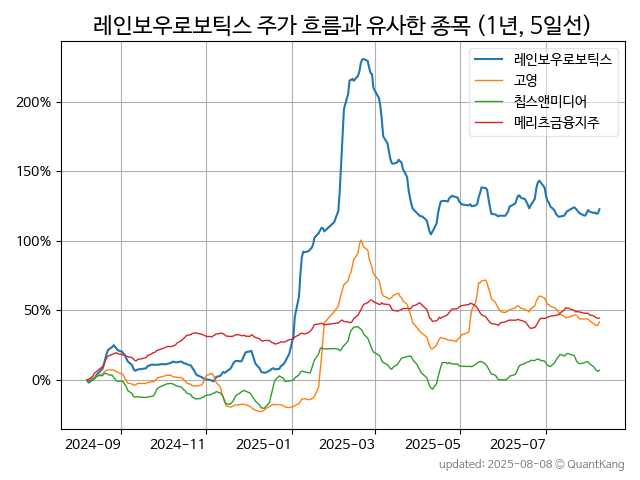 레인보우로보틱스 주가 흐름과 유사한 종목 (1년, 5일선)
레인보우로보틱스
고영
칩스앤미디어
메리츠금융지주
200%
150%
100%
50%
0%
2024-09 2024-11 2025-01 2025-03 2025-05 2025-07
updated: 2025-08-08 © QuantKang